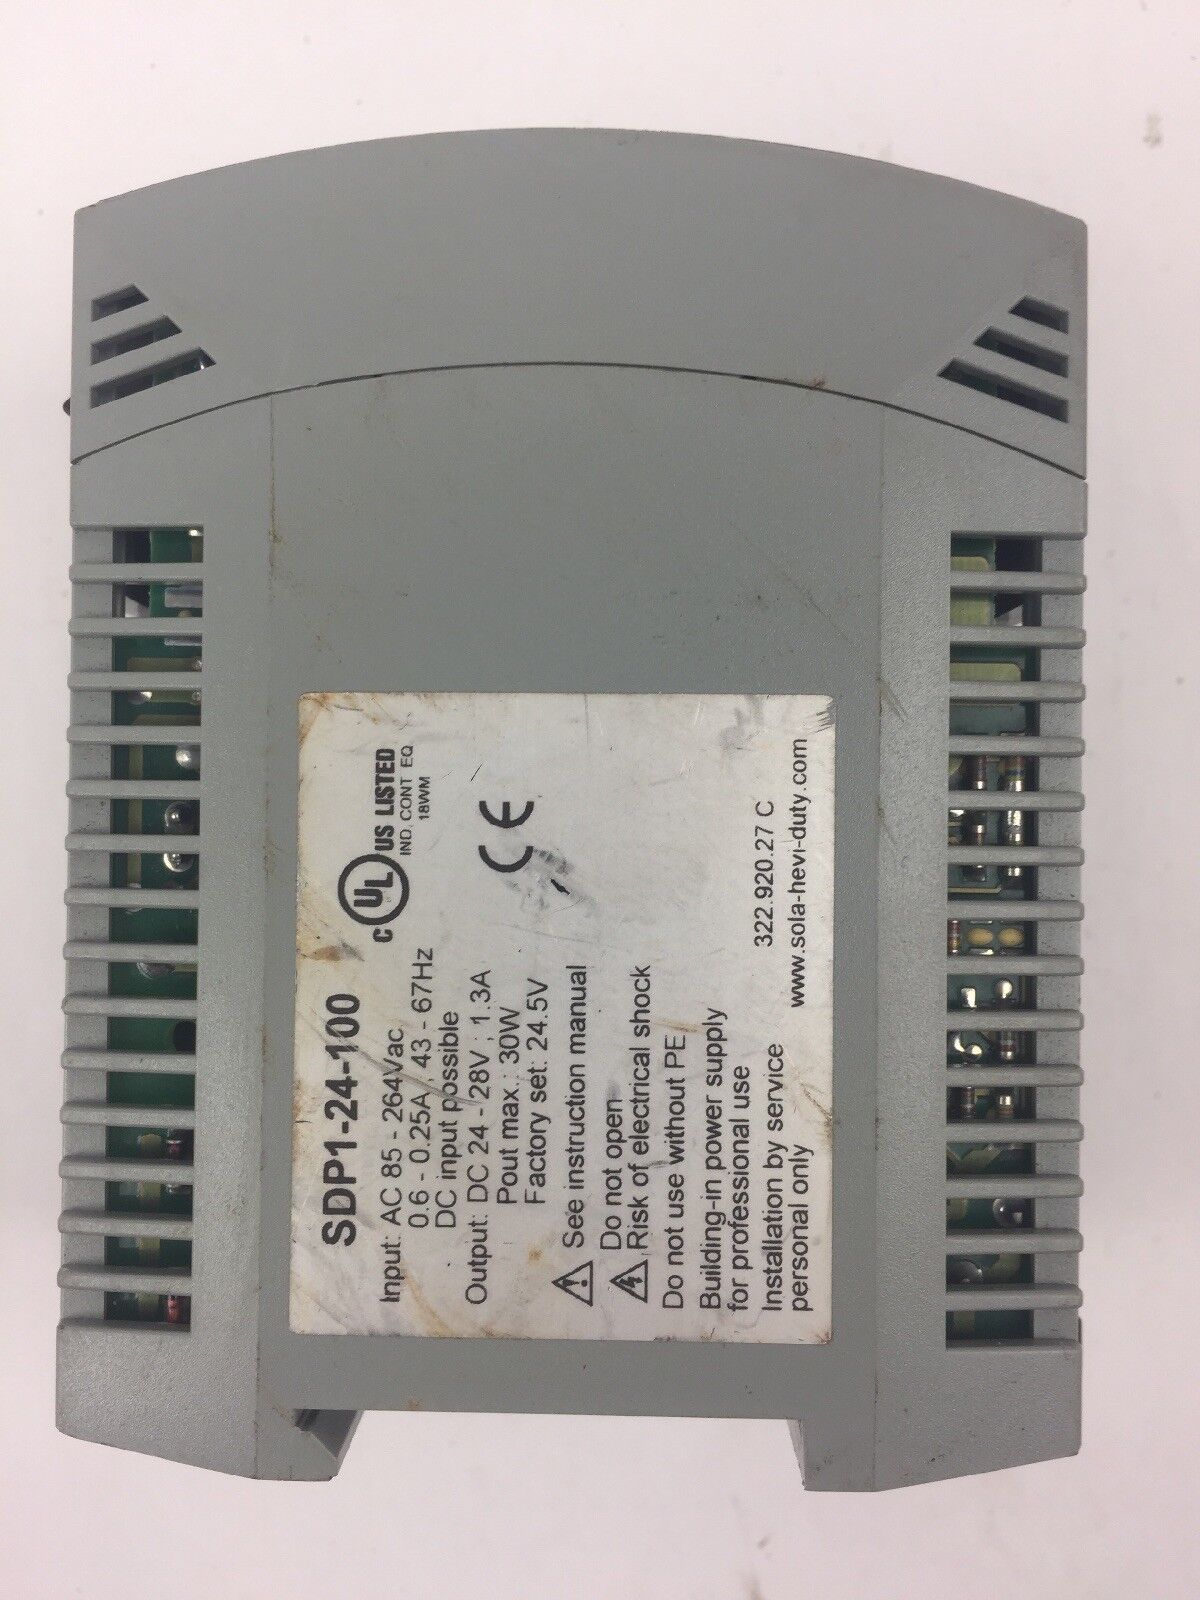 SDP1-24-100
Input: AC 85 - 264Vac,
0.6 - 0.25A, 43 - 67Hz
DC input possible
Output: DC 24 - 28V ; 1.3A
Pout max.: 30W
Factory set: 24.5V
C UL US LISTED
IND. CONT EQ
18WM
CE
See instruction manual
Do not open
Risk of electrical shock
Do not use without PE
Building-in power supply
for professional use
Installation by service
personal only
322.920.27 C
www.sola-hevi-duty.com